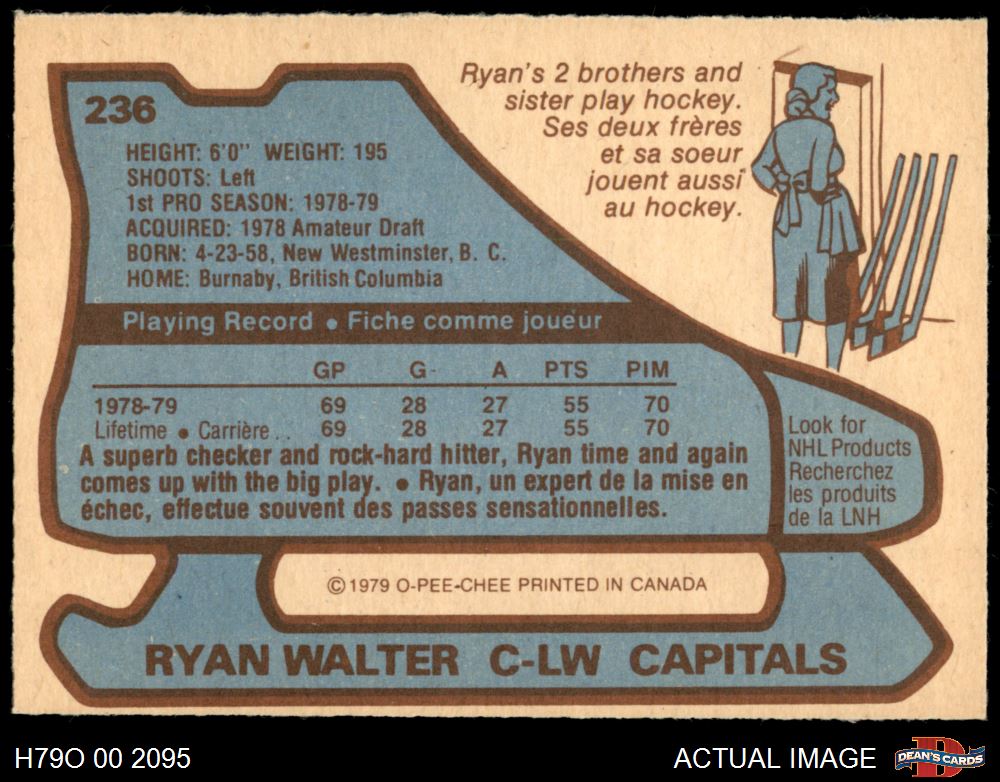 236
HEIGHT: 6'0" WEIGHT: 195
SHOOTS: Left
1st PRO SEASON: 1978-79
ACQUIRED: 1978 Amateur Draft
BORN: 4-23-58, New Westminster, B. C.
HOME: Burnaby, British Columbia
Ryan's 2 brothers and
sister play hockey.
Ses deux frères
et sa soeur
jouent aussi
au hockey.
Playing Record • Fiche comme joueur
GP G A PTS PIM
1978-79 69 28 27 55 70
Lifetime • Carrière . . 69 28 27 55 70
A superb checker and rock-hard hitter, Ryan time and again
comes up with the big play. • Ryan, un expert de la mise en
échec, effectue souvent des passes sensationnelles.
Look for
NHL Products
Recherchez
les produits
de la LNH
©1979 O-PEE-CHEE PRINTED IN CANADA
RYAN WALTER C-LW CAPITALS
H79O 00 2095
ACTUAL IMAGE
D
DEAN'S CARDS